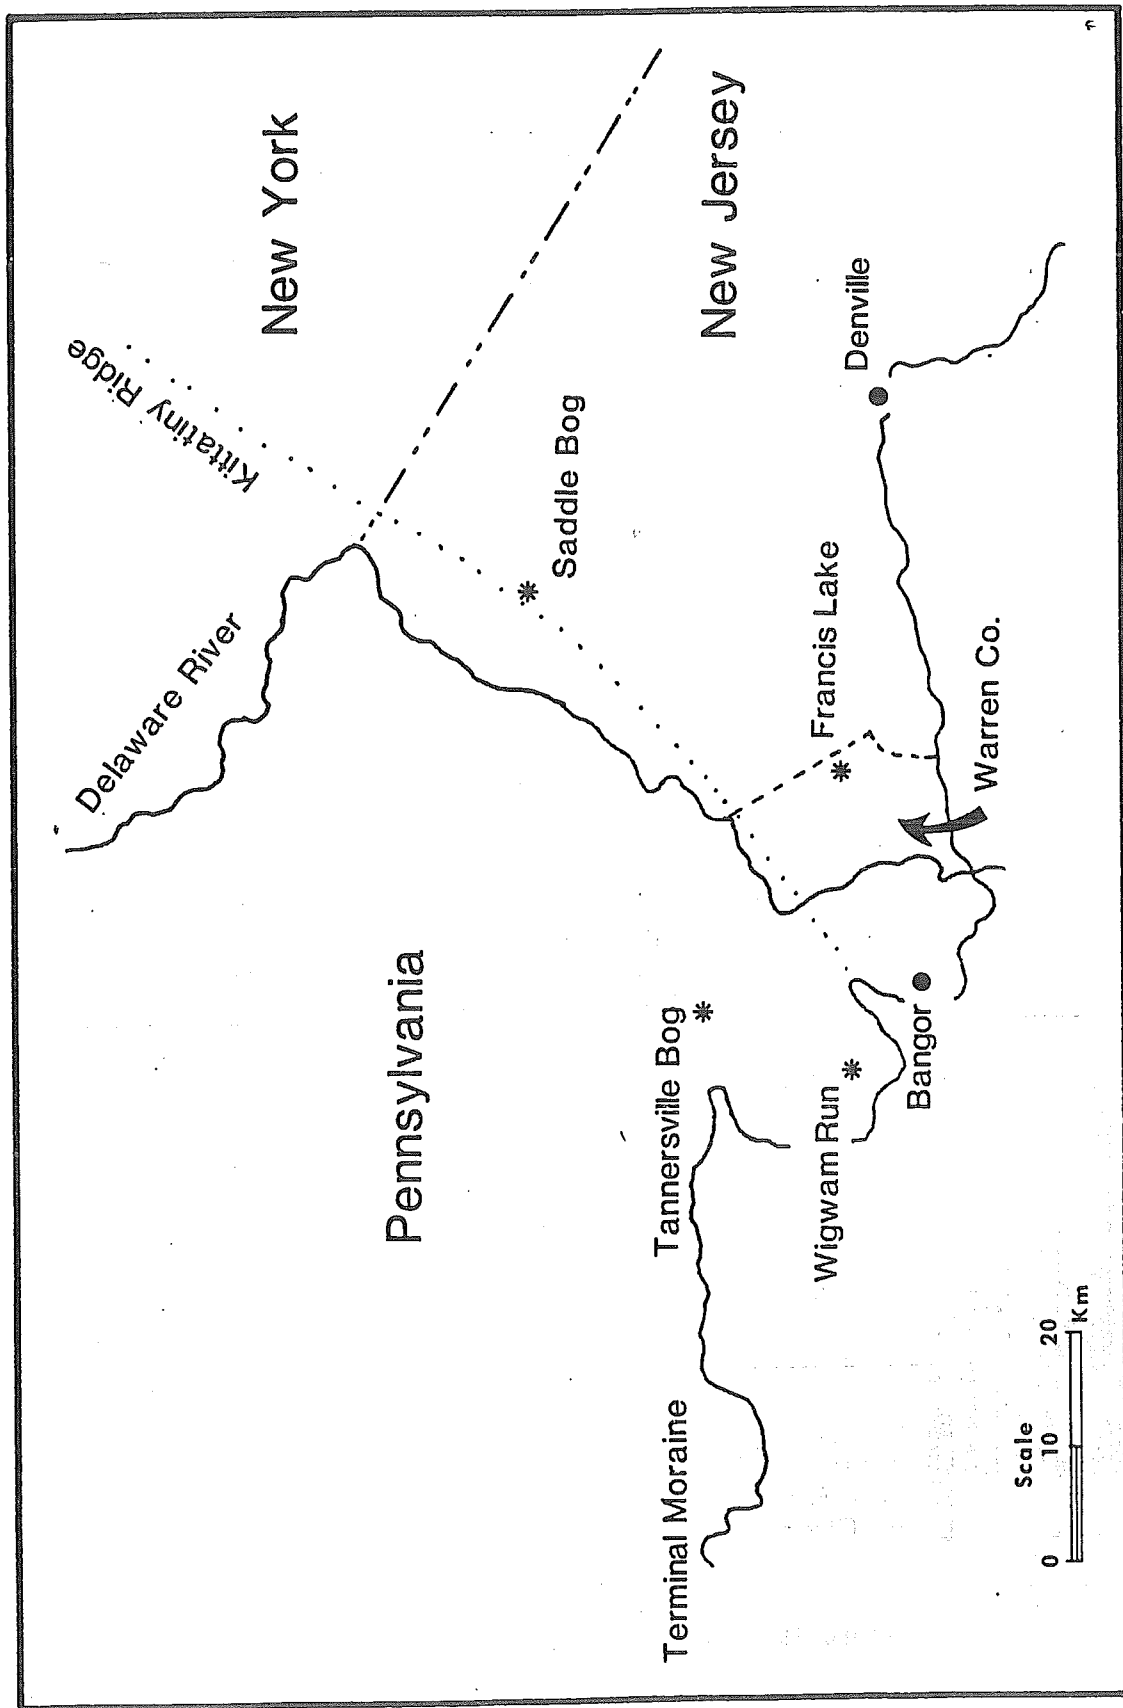 Kittatiny Ridge
New York
Delaware River
Pennsylvania
Saddle Bog
New Jersey
Tannersville Bog
Terminal Moraine
Francis Lake
Denville
Wigwam Run
Bangor
Warren Co.
Scale
0 10 20
Km